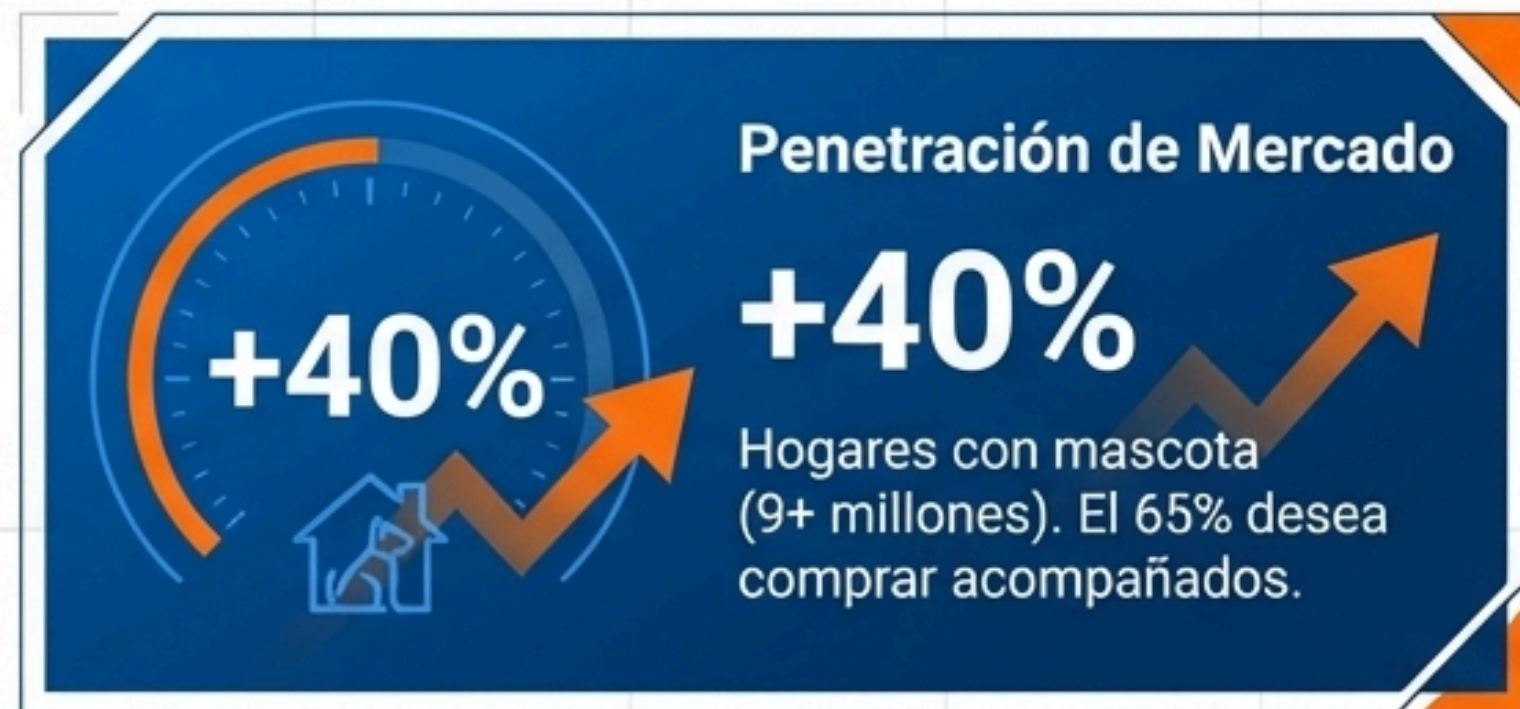 +40%
Penetración de Mercado
+40%
Hogares con mascota
(9+ millones). El 65% desea
comprar acompañados.